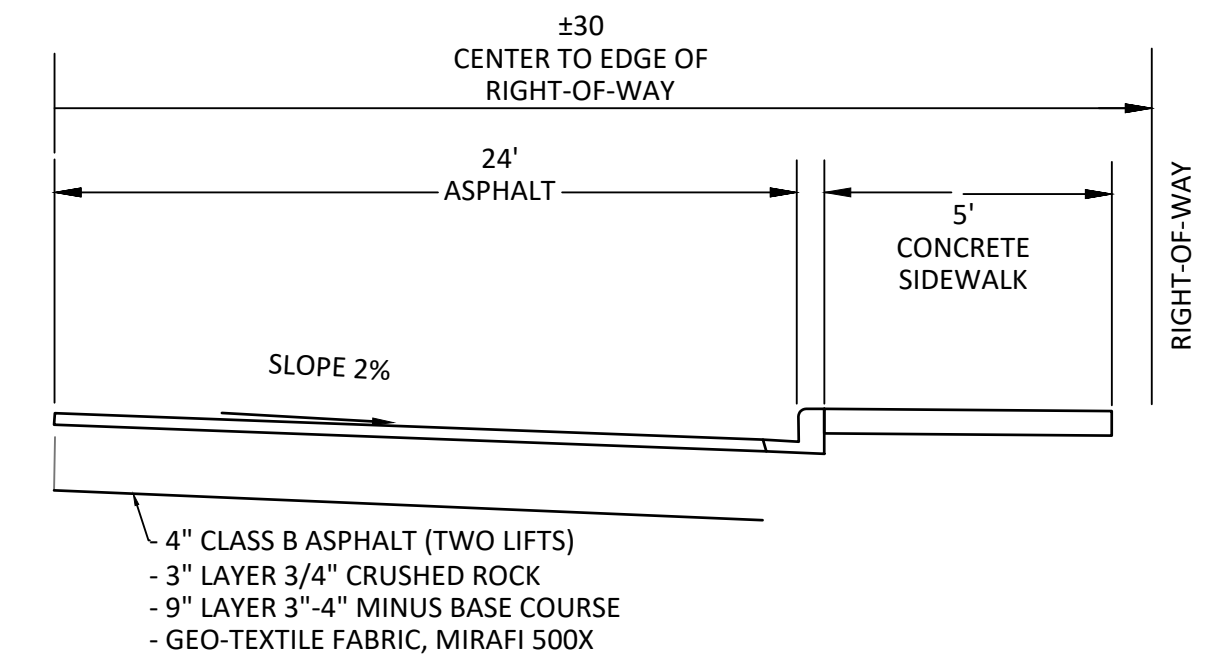 ±30
CENTER TO EDGE OF
RIGHT-OF-WAY
24'
ASPHALT
5'
CONCRETE
SIDEWALK
RIGHT-OF-WAY
SLOPE 2%
- 4" CLASS B ASPHALT (TWO LIFTS)
- 3" LAYER 3/4" CRUSHED ROCK
- 9" LAYER 3"-4" MINUS BASE COURSE
- GEO-TEXTILE FABRIC, MIRAFI 500X